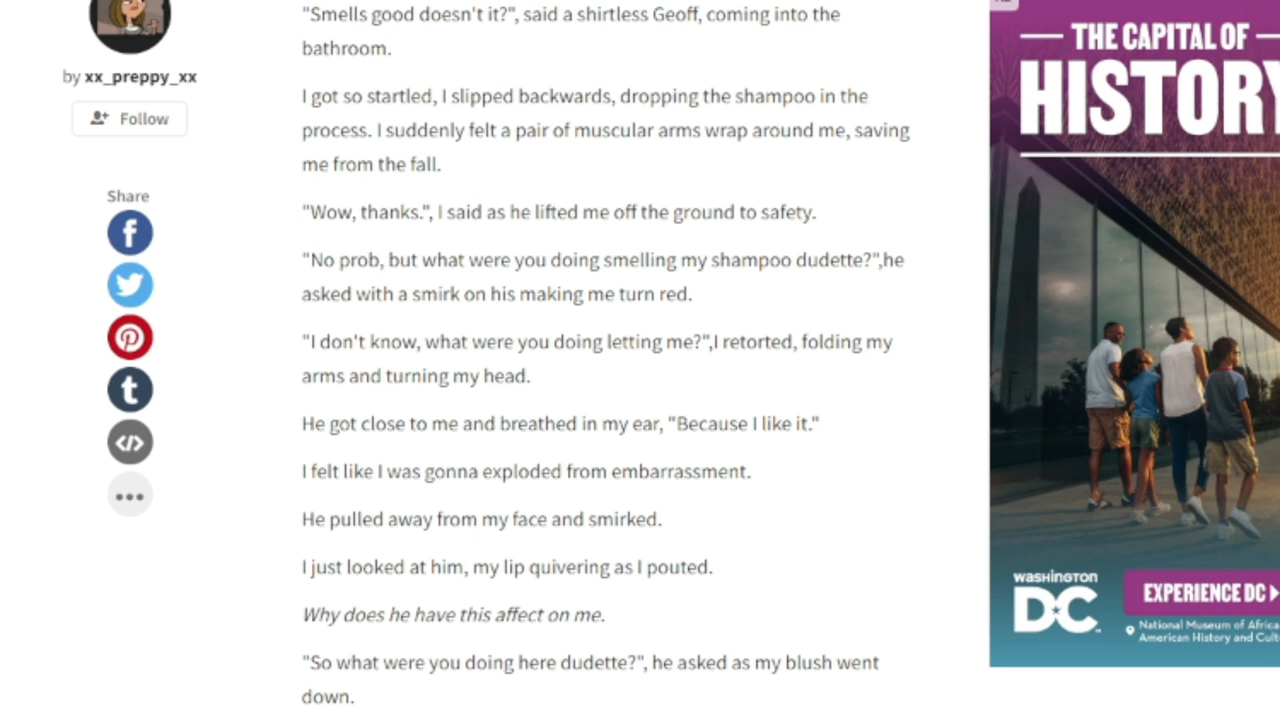 "Smells good doesn't it?", said a shirtless Geoff, coming into the
bathroom.
by xx_preppy_xx
Follow
I got so startled, I slipped backwards, dropping the shampoo in the
process. I suddenly felt a pair of muscular arms wrap around me, saving
me from the fall.
Share
"Wow, thanks.", I said as he lifted me off the ground to safety.
"No prob, but what were you doing smelling my shampoo dudette?",he
asked with a smirk on his making me turn red.
"I don't know, what were you doing letting me?",I retorted, folding my
arms and turning my head.
He got close to me and breathed in my ear, "Because I like it."
I felt like I was gonna exploded from embarrassment.
He pulled away from my face and smirked.
I just looked at him, my lip quivering as I pouted.
Why does he have this affect on me.
"So what were you doing here dudette?", he asked as my blush went
down.
THE CAPITAL OF
HISTORY
WASHINGTON
DC
EXPERIENCE DC
National Museum of Africa
American History and Cult